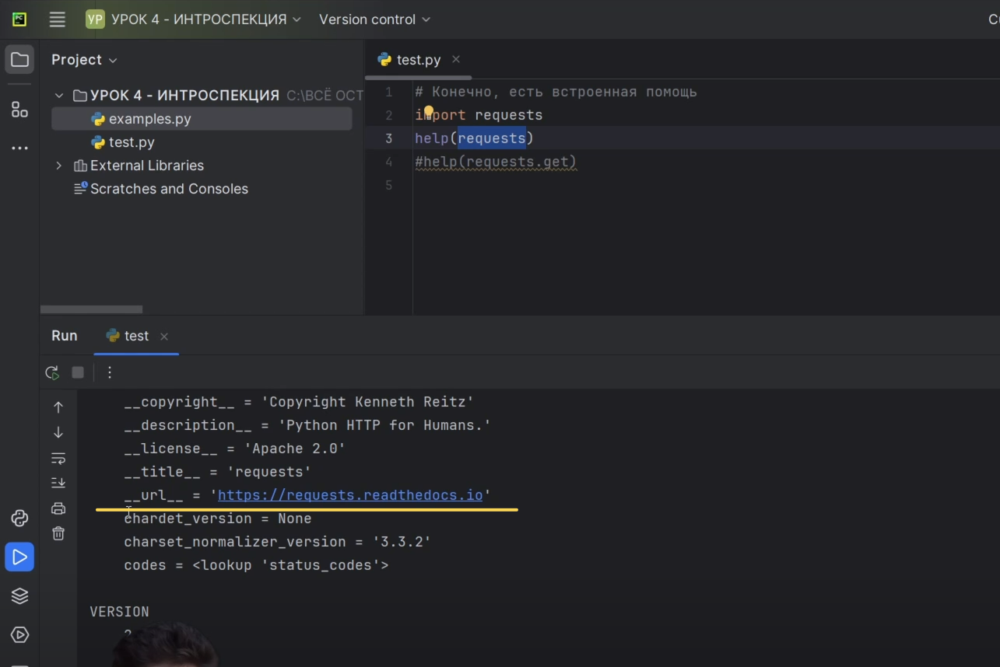 PC
УР УРОК 4 - ИНТРОСПЕКЦИЯ Version control
Project
test.py
УРОК 4 - ИНТРОСПЕКЦИЯ C:\ВСЁ ОСТ
examples.py
test.py
External Libraries
Scratches and Consoles
1 # Конечно, есть встроенная помощь
2 import requests
3 help(requests)
4 #help(requests.get)
5
Run test
__copyright__ = 'Copyright Kenneth Reitz'
__description__ = 'Python HTTP for Humans.'
__license__ = 'Apache 2.0'
__title__ = 'requests'
__url__ = 'https://requests.readthedocs.io'
chardet_version = None
charset_normalizer_version = '3.3.2'
codes = <lookup 'status_codes'>
VERSION